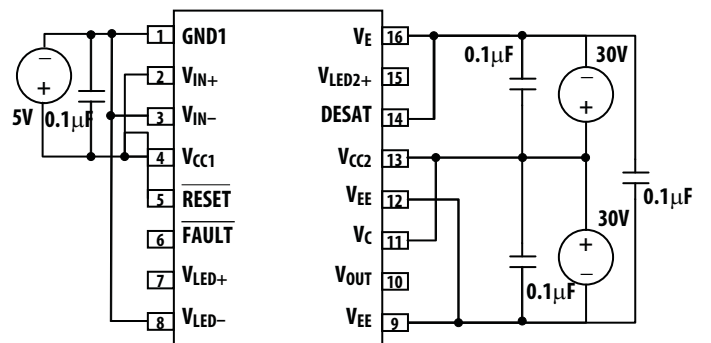 GND1
1
VIN+
2
VIN−
3
VCC1
4
RESET
5
FAULT
6
VLED+
7
VLED−
8
VE
16
VLED2+
15
DESAT
14
VCC2
13
VEE
12
VC
11
VOUT
10
VEE
9
−
+
5V
0.1µF
0.1µF
30V
−
+
0.1µF
30V
+
−
0.1µF